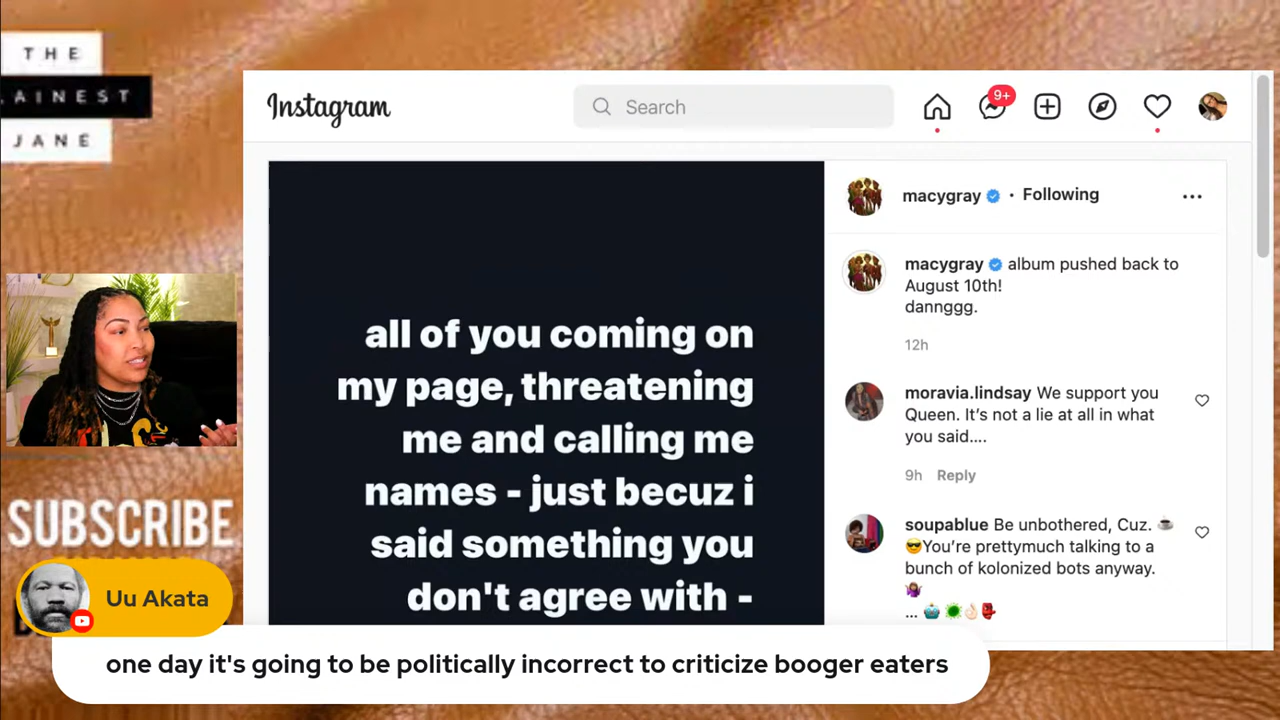 THE
LAINEST
JANE
Instagram
Search
9+
macygray • Following
macygray album pushed back to
August 10th!
dannggg.
12h
moravia.lindsay We support you
Queen. It's not a lie at all in what
you said....
9h Reply
soupablue Be unbothered, Cuz. ☕
😎You're prettymuch talking to a
bunch of kolonized bots anyway.
🤷🏽‍♀️
... 🤖 🦠👌🏻👺
all of you coming on
my page, threatening
me and calling me
names - just becuz i
said something you
don't agree with -
SUBSCRIBE
Uu Akata
one day it's going to be politically incorrect to criticize booger eaters